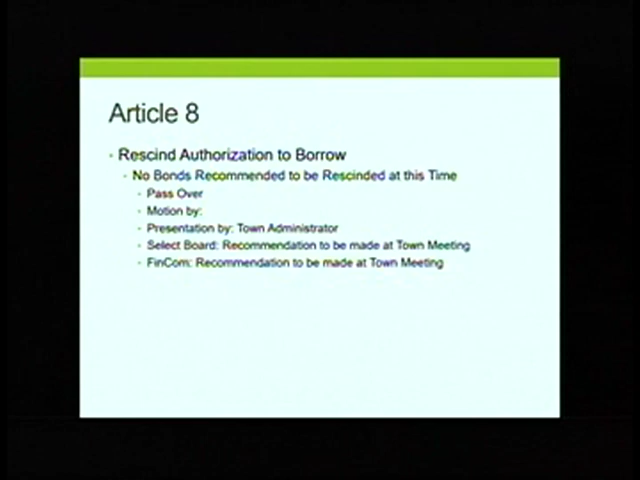 Article 8
Rescind Authorization to Borrow
No Bonds Recommended to be Rescinded at this Time
Pass Over
Motion by:
Presentation by: Town Administrator
Select Board: Recommendation to be made at Town Meeting
FinCom: Recommendation to be made at Town Meeting